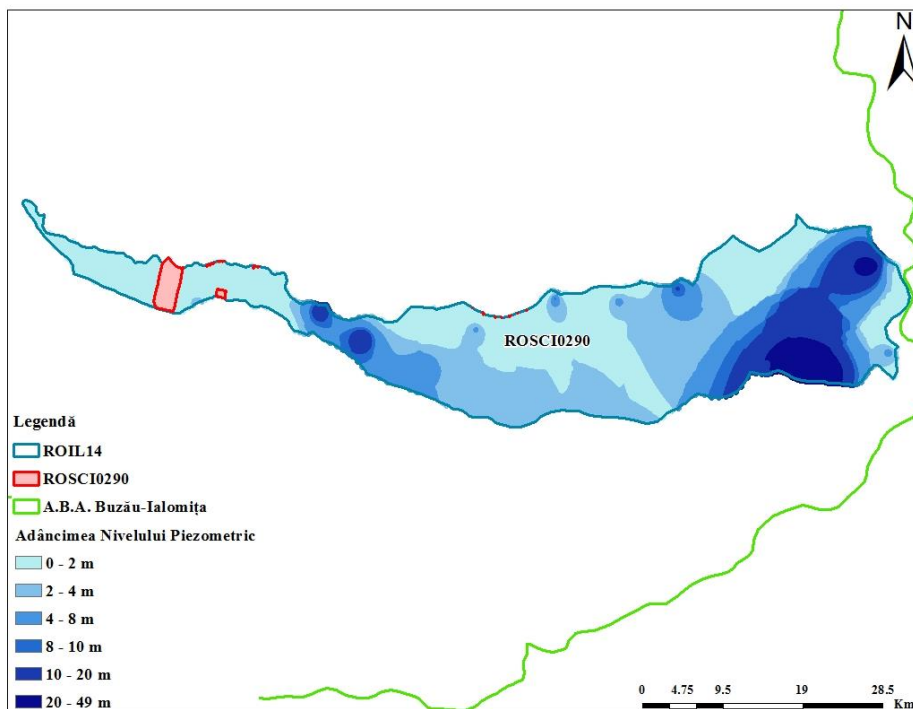 N
ROSCI0290
Legendă
ROIL14
ROSCI0290
A.B.A. Buzău-Ialomița
Adâncimea Nivelului Piezometric
0 - 2 m
2 - 4 m
4 - 8 m
8 - 10 m
10 - 20 m
20 - 49 m
0 4.75 9.5 19 28.5
Km